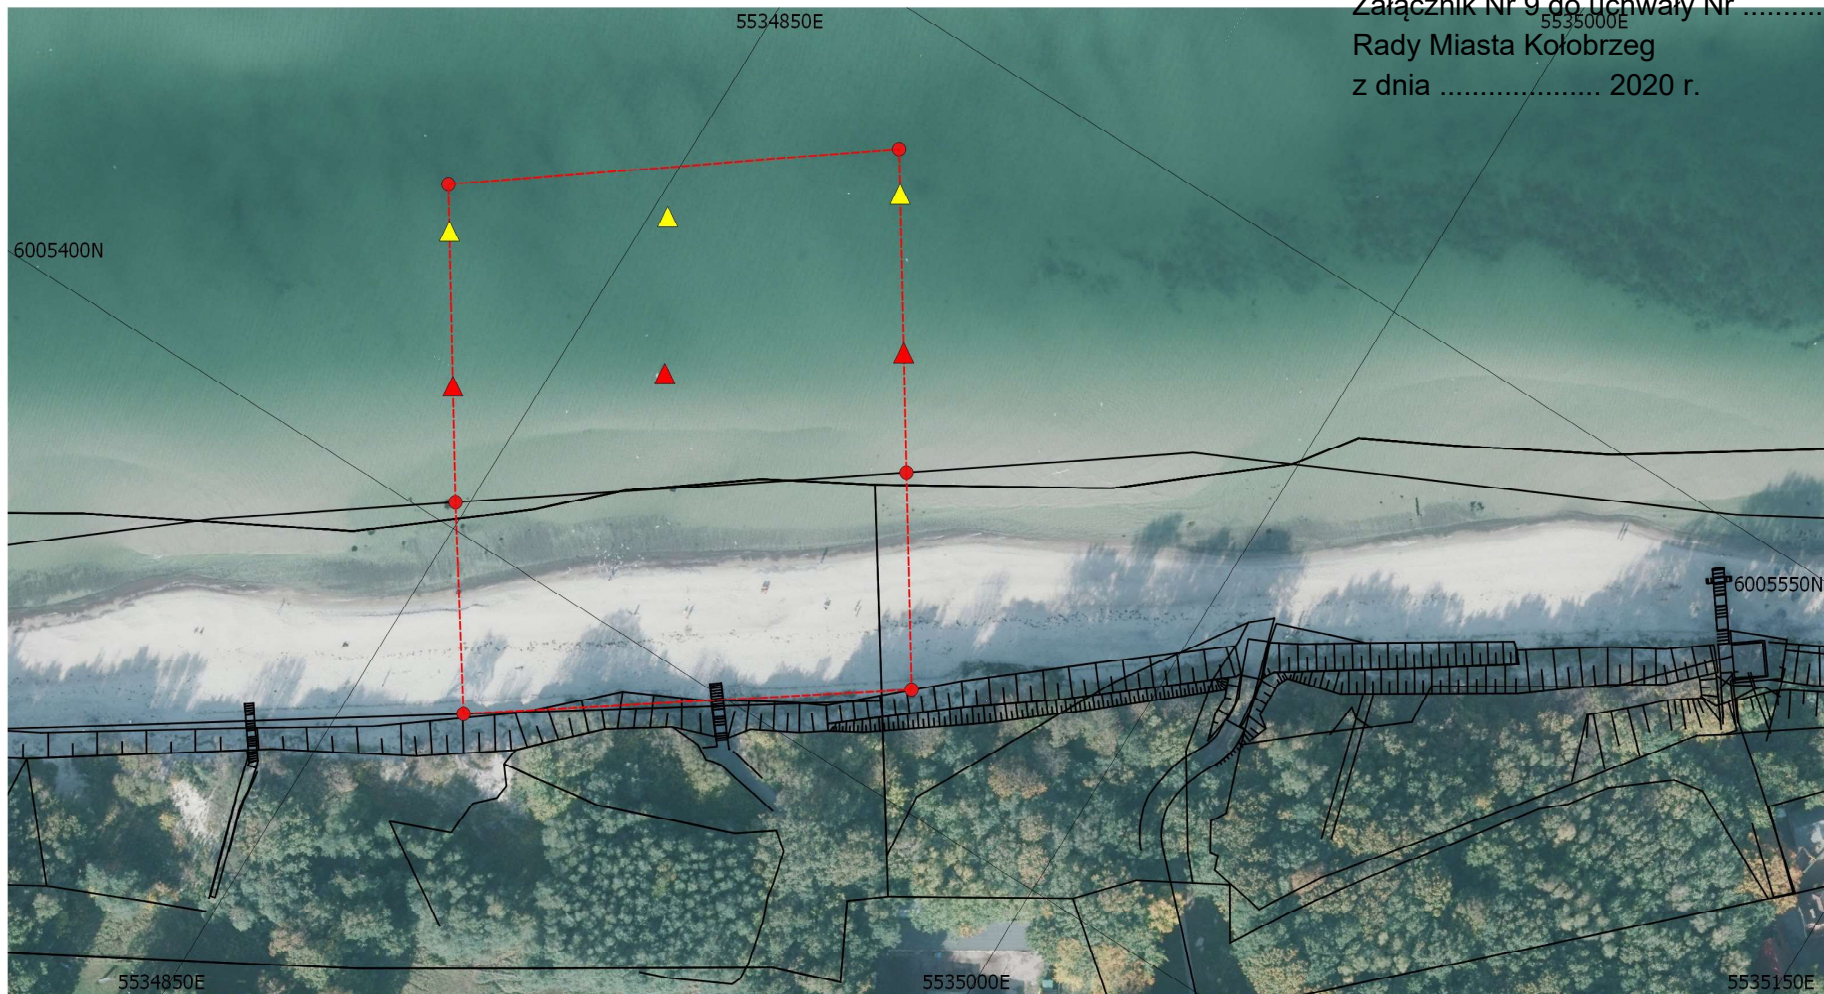 Załącznik Nr 9 do uchwały Nr ..........
Rady Miasta Kołobrzeg
z dnia .................... 2020 r.
5534850E
5535000E
6005400N
6005550N
5534850E
5535000E
5535150E